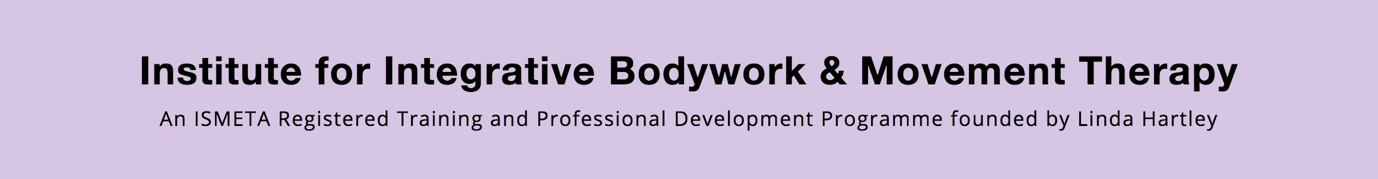 Institute for Integrative Bodywork & Movement Therapy
An ISMETA Registered Training and Professional Development Programme founded by Linda Hartley